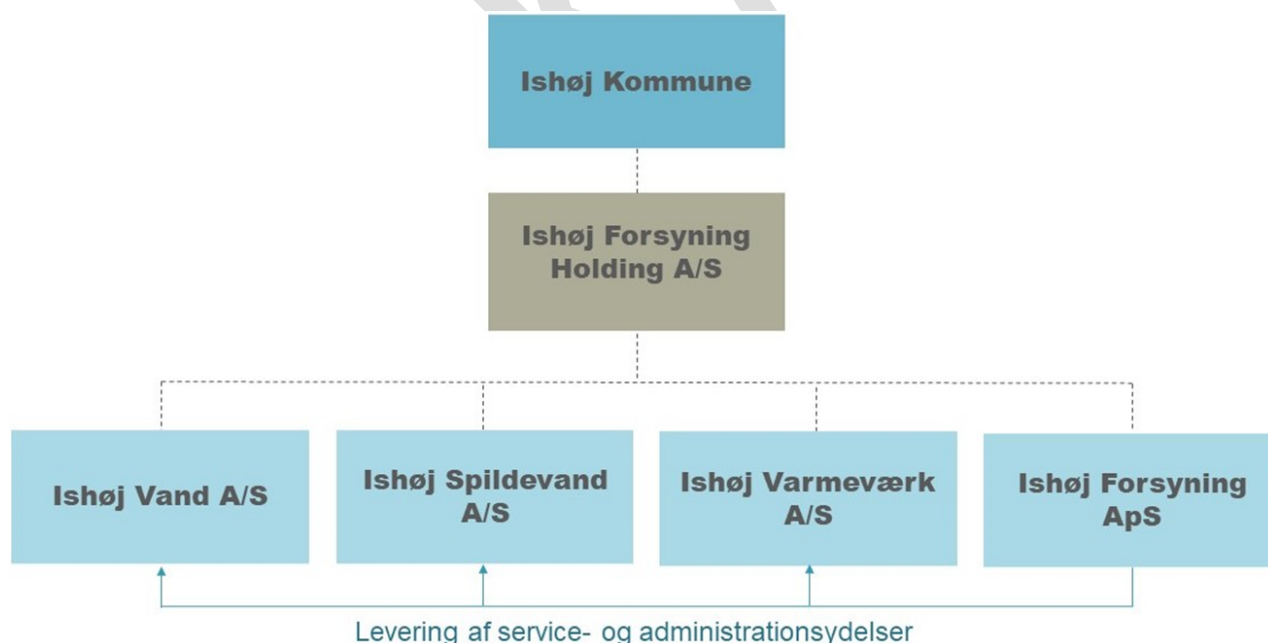 Ishøj Kommune
Ishøj Forsyning
Holding A/S
Ishøj Vand A/S
Ishøj Spildevand
A/S
Ishøj Varmeværk
A/S
Ishøj Forsyning
ApS
Levering af service- og administrationsydelser